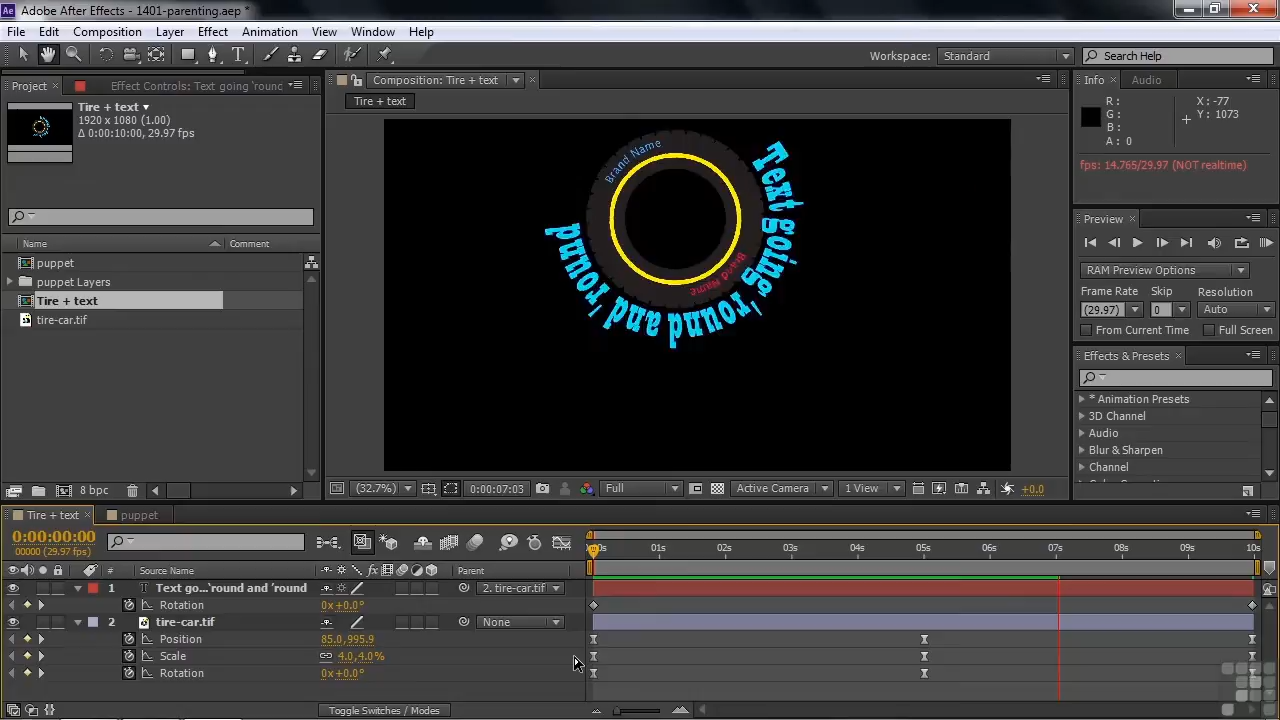 Adobe After Effects - 1401-parenting.aep *
File Edit Composition Layer Effect Animation View Window Help
Workspace: Standard Search Help
Project Effect Controls: Text going 'rounc
Composition: Tire + text
Info Audio
Tire + text
1920 x 1080 (1.00)
Δ 0:00:10:00, 29.97 fps
Tire + text
R :
G :
B :
A : 0
X : -77
Y : 1073
fps: 14.765/29.97 (NOT realtime)
Brand Name
Text going 'round and 'round
Brand Name
Name Comment
puppet
puppet Layers
Tire + text
tire-car.tif
Preview
RAM Preview Options
Frame Rate Skip Resolution
(29.97) 0 Auto
From Current Time Full Screen
Effects & Presets
* Animation Presets
3D Channel
Audio
Blur & Sharpen
Channel
8 bpc
(32.7%) 0:00:07:03 Full Active Camera 1 View +0.0
Tire + text puppet
0:00:00:00
00000 (29.97 fps)
00s 01s 02s 03s 04s 05s 06s 07s 08s 09s 10s
# Source Name fx Parent
1 T Text go...'round and 'round 2. tire-car.tif
Rotation 0x+0.0°
2 tire-car.tif None
Position 85.0,995.9
Scale 4.0,4.0%
Rotation 0x+0.0°
Toggle Switches / Modes